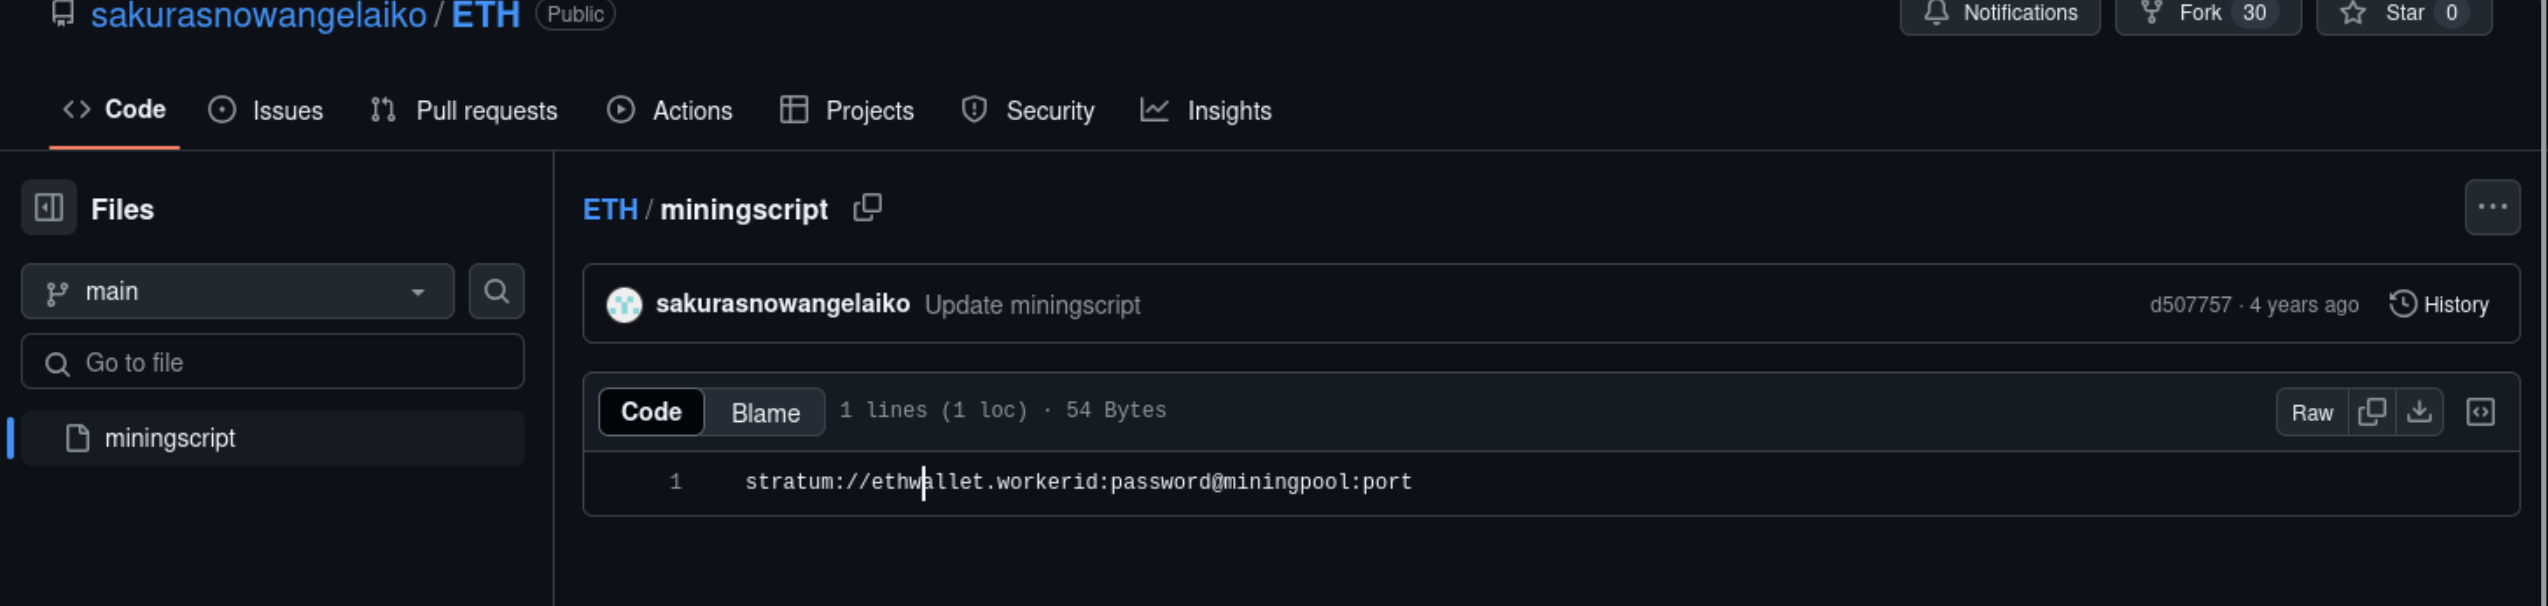 sakurasnowangelaiko / ETH Public
Notifications Fork 30 Star 0
Code Issues Pull requests Actions Projects Security Insights
Files
main
Go to file
miningscript
ETH / miningscript
sakurasnowangelaiko Update miningscript d507757 · 4 years ago History
Code Blame 1 lines (1 loc) · 54 Bytes Raw
1 stratum://ethwallet.workerid:password@miningpool:port